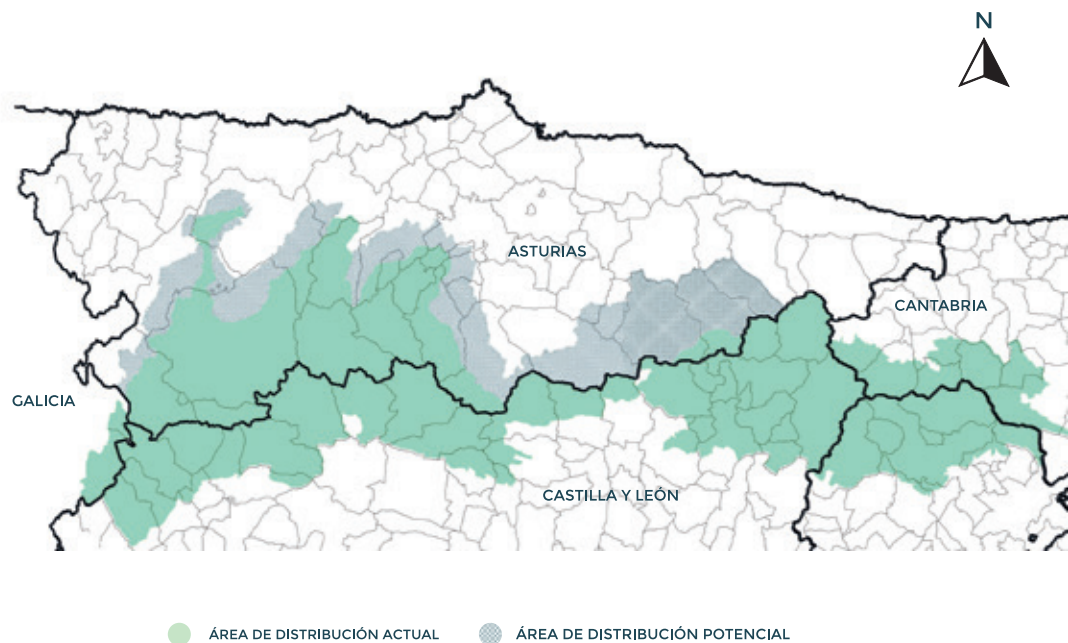 N
ASTURIAS
CANTABRIA
GALICIA
CASTILLA Y LEÓN
ÁREA DE DISTRIBUCIÓN ACTUAL
ÁREA DE DISTRIBUCIÓN POTENCIAL